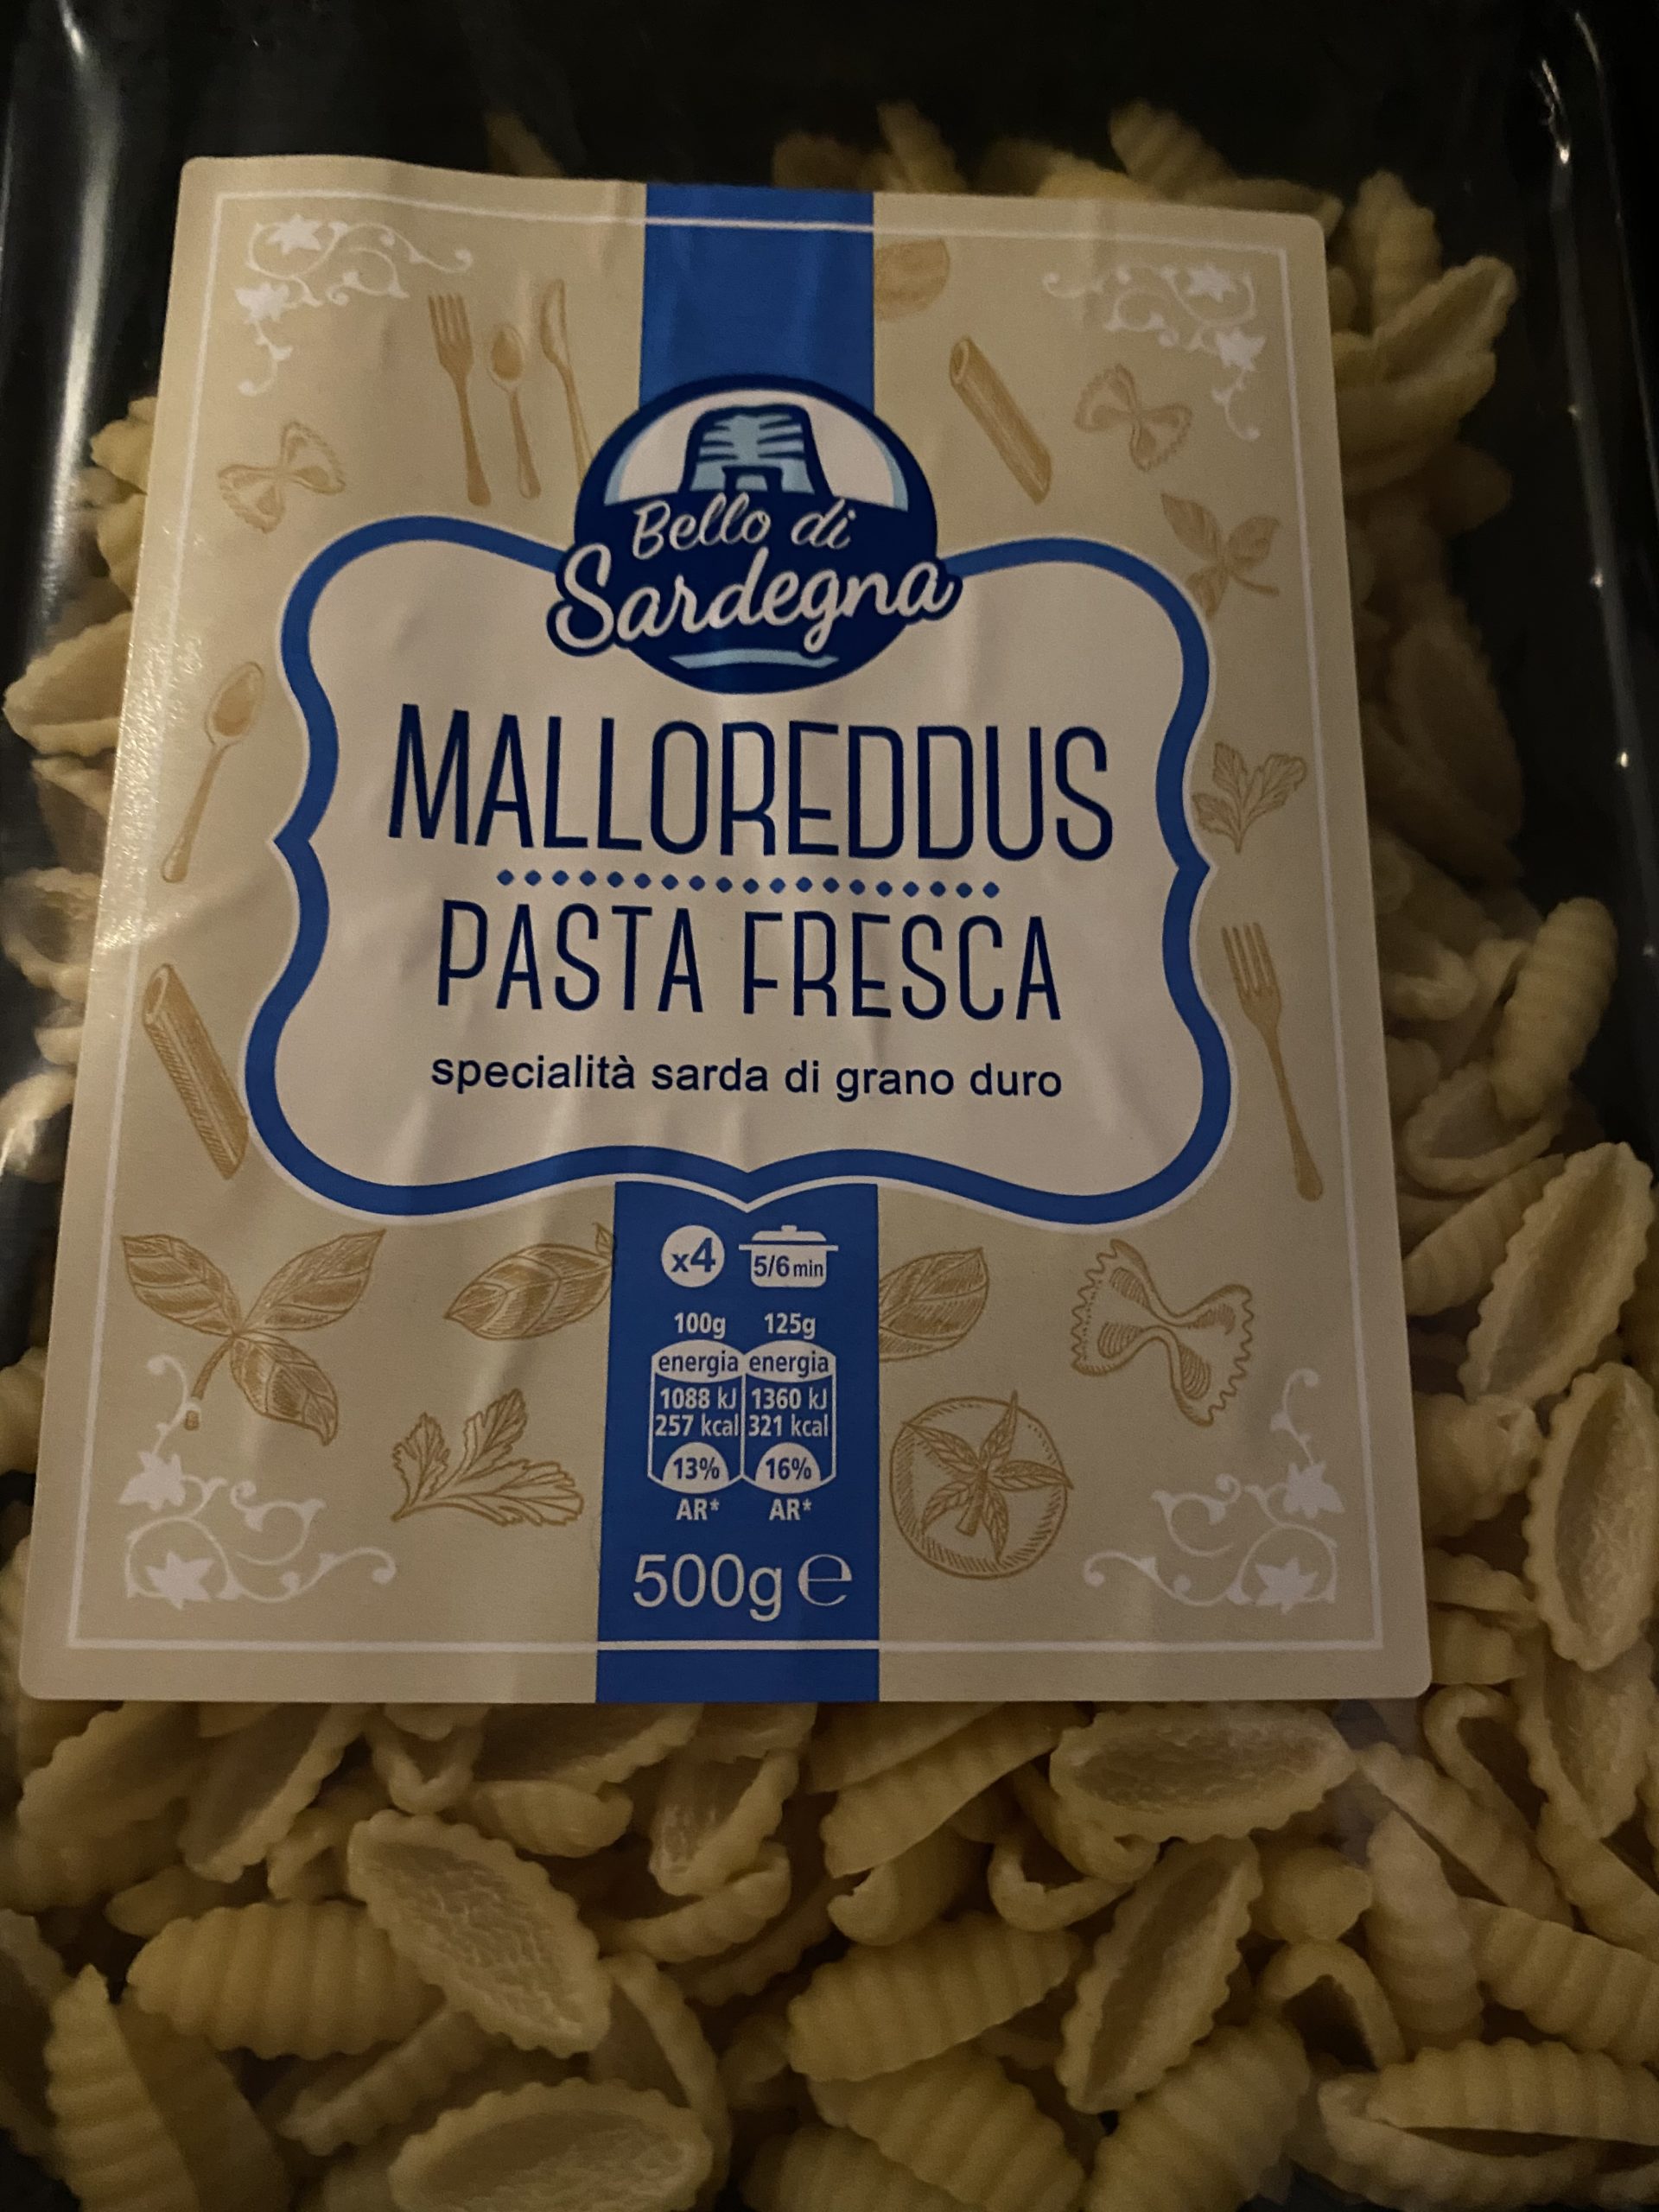 Bello di
Sardegna
MALLOREDDUS
PASTA FRESCA
specialità sarda di grano duro
x4 5/6 min
100g 125g
energia energia
1088 kJ 1360 kJ
257 kcal 321 kcal
13% 16%
AR* AR*
500g e